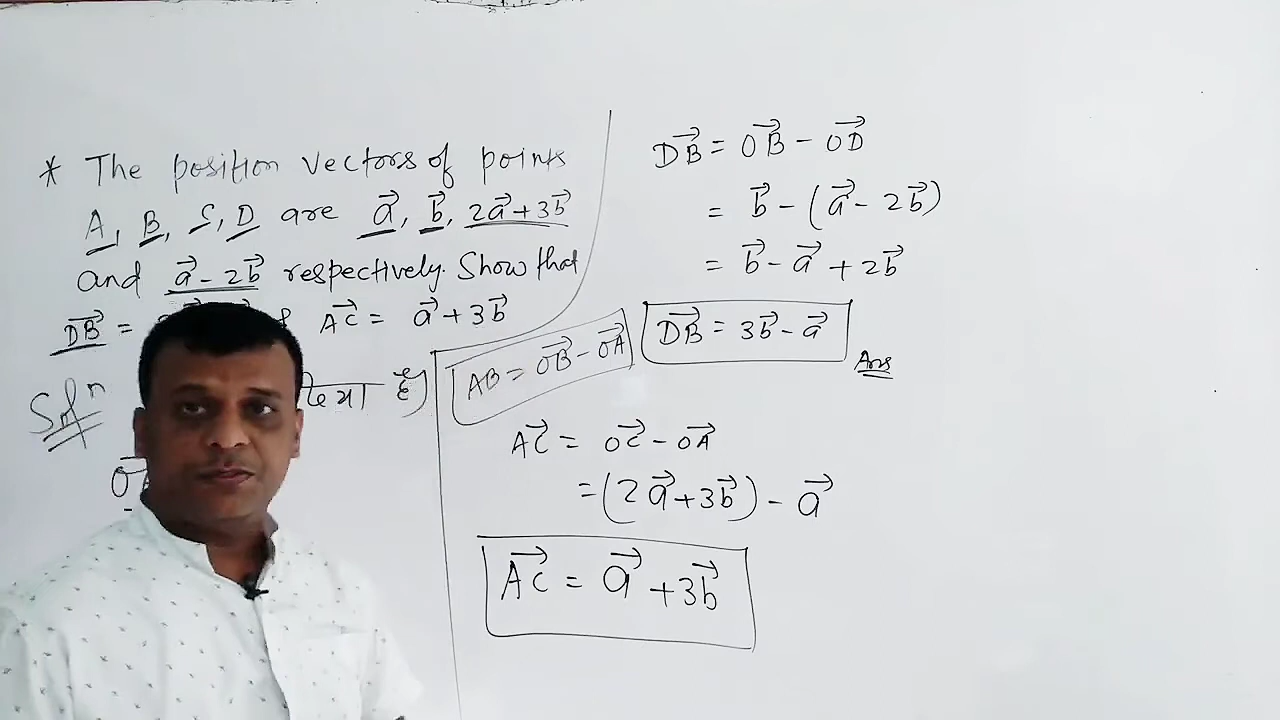 * The position vectors of points
A, B, C, D are a⃗, b⃗, 2a⃗+3b⃗
and a⃗-2b⃗ respectively. Show that
DB⃗ = AC⃗ = a⃗+3b⃗
Solⁿ दिया है
AB = OB⃗-OA⃗
DB⃗ = OB⃗-OD⃗
= b⃗-(a⃗-2b⃗)
= b⃗-a⃗+2b⃗
DB⃗ = 3b⃗-a⃗
Ans
AC⃗ = OC⃗-OA⃗
=(2a⃗+3b⃗)-a⃗
AC⃗ = a⃗+3b⃗